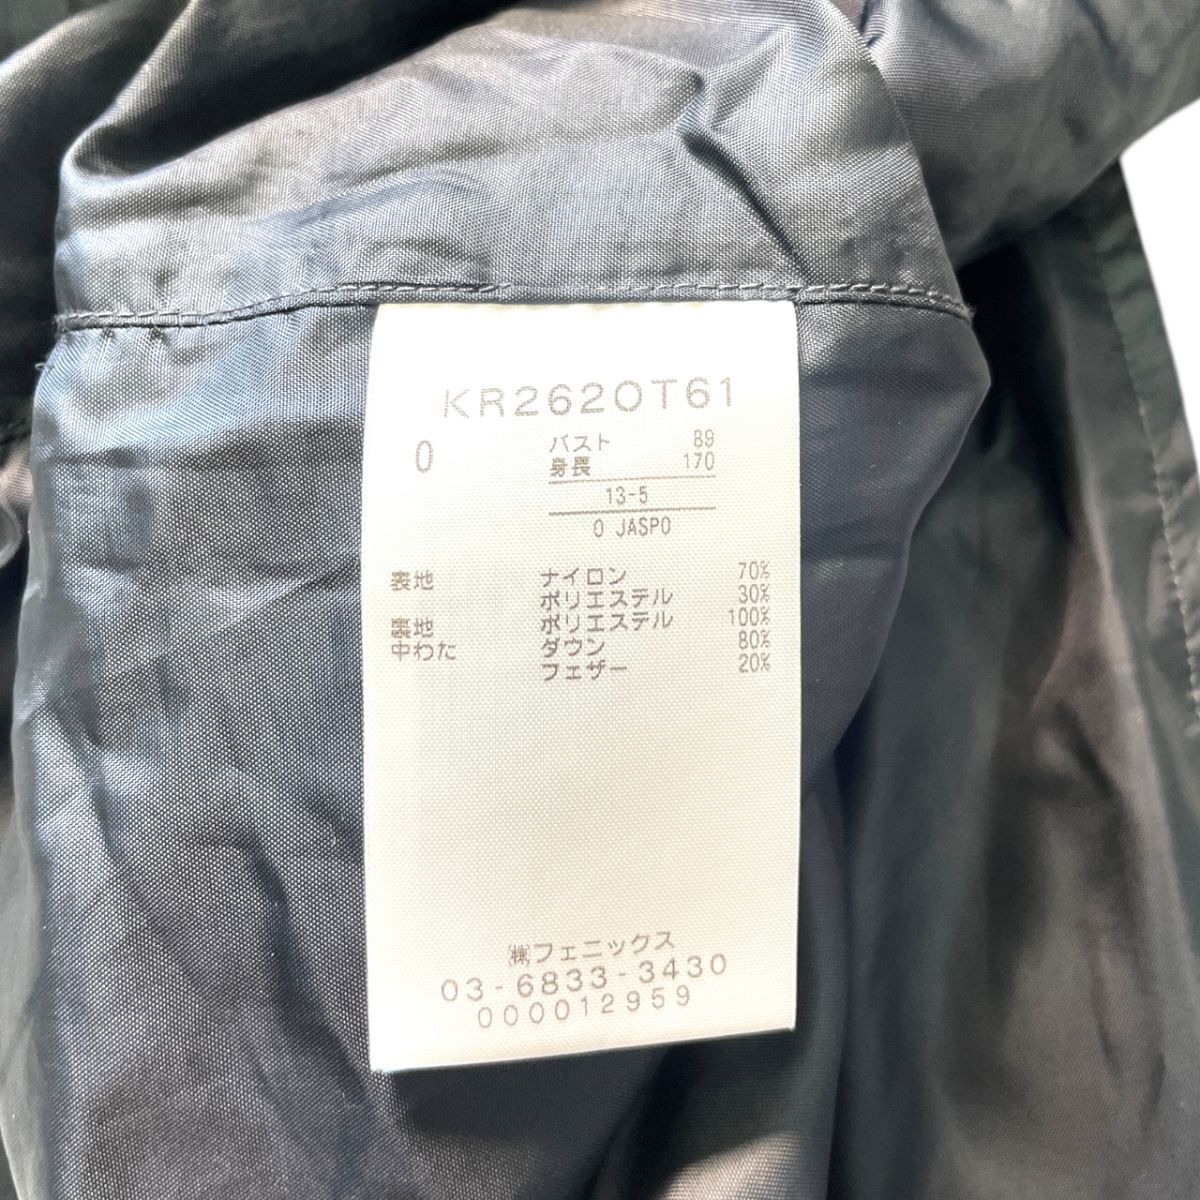 KR2620T61
0 バスト 89
身長 170
13-5
0 JASPO
表地 ナイロン 70%
ポリエステル 30%
裏地 ポリエステル 100%
中わた ダウン 80%
フェザー 20%
㈱フェニックス
03-6833-3430
000012959